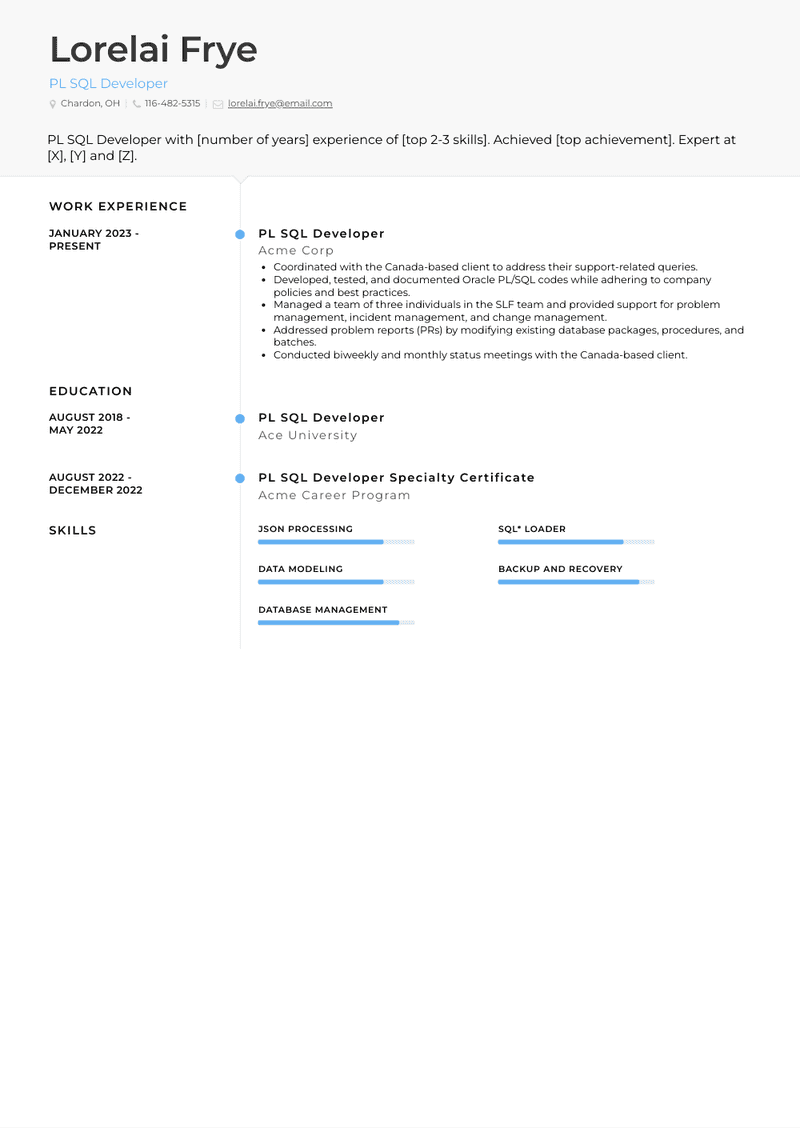 Lorelai Frye
PL SQL Developer
Chardon, OH | 116-482-5315 | lorelai.frye@email.com
PL SQL Developer with [number of years] experience of [top 2-3 skills]. Achieved [top achievement]. Expert at
[X], [Y] and [Z].
WORK EXPERIENCE
JANUARY 2023 -
PRESENT
PL SQL Developer
Acme Corp
• Coordinated with the Canada-based client to address their support-related queries.
• Developed, tested, and documented Oracle PL/SQL codes while adhering to company
policies and best practices.
• Managed a team of three individuals in the SLF team and provided support for problem
management, incident management, and change management.
• Addressed problem reports (PRs) by modifying existing database packages, procedures, and
batches.
• Conducted biweekly and monthly status meetings with the Canada-based client.
EDUCATION
AUGUST 2018 -
MAY 2022
PL SQL Developer
Ace University
AUGUST 2022 -
DECEMBER 2022
PL SQL Developer Specialty Certificate
Acme Career Program
SKILLS
JSON PROCESSING
SQL* LOADER
DATA MODELING
BACKUP AND RECOVERY
DATABASE MANAGEMENT